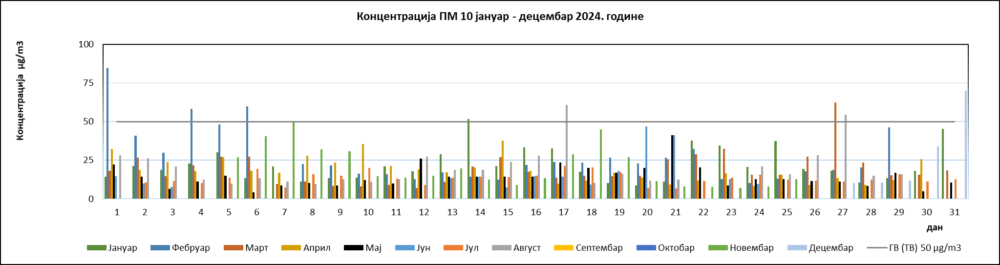 Концентрација ПМ 10 јануар - децембар 2024. године
Концентрација µg/m3
100
75
50
25
0
1 2 3 4 5 6 7 8 9 10 11 12 13 14 15 16 17 18 19 20 21 22 23 24 25 26 27 28 29 30 31
дан
Јануар Фебруар Март Април Мај Јун Јул Август Септембар Октобар Новембар Децембар ГВ (ТВ) 50 µg/m3